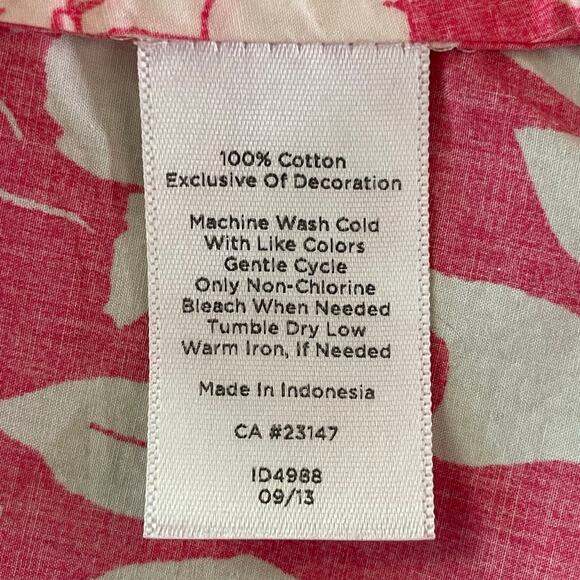 100% Cotton
Exclusive Of Decoration
Machine Wash Cold
With Like Colors
Gentle Cycle
Only Non-Chlorine
Bleach When Needed
Tumble Dry Low
Warm Iron, If Needed
Made In Indonesia
CA #23147
ID4988
09/13